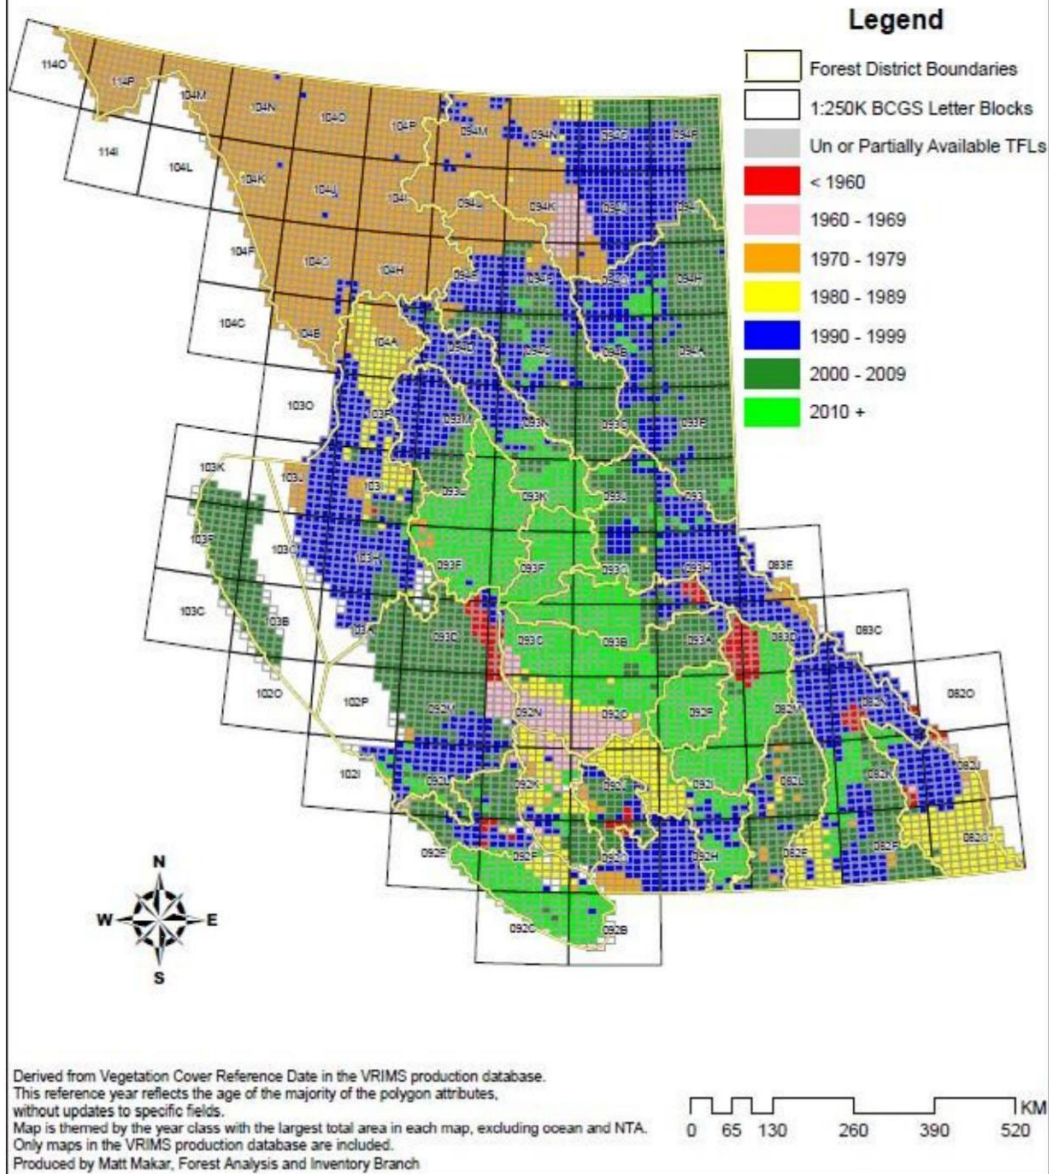 Legend
Forest District Boundaries
1:250K BCGS Letter Blocks
Un or Partially Available TFLs
< 1960
1960 - 1969
1970 - 1979
1980 - 1989
1990 - 1999
2000 - 2009
2010 +
114O
114P
104M
104N
104O
104P
094M
094N
094O
094P
114I
104L
104K
104J
104I
094L
094K
094J
094I
104F
104G
104H
094E
094F
094G
094H
104C
104B
104A
094D
094C
094B
094A
103O
103P
093M
093N
093O
093P
103K
103J
103I
093L
093K
093J
093I
103F
103G
103H
093E
093F
093G
093H
083E
103C
103B
103A
093D
093C
093B
093A
083D
083C
102O
102P
092M
092N
092O
092P
082M
082N
082O
102I
092L
092K
092J
092I
082L
082K
082J
092E
092F
092G
092H
082E
082F
082G
092C
092B
N
W
E
S
Derived from Vegetation Cover Reference Date in the VRIMS production database.
This reference year reflects the age of the majority of the polygon attributes,
without updates to specific fields.
Map is themed by the year class with the largest total area in each map, excluding ocean and NTA.
Only maps in the VRIMS production database are included.
Produced by Matt Makar, Forest Analysis and Inventory Branch
KM
0 65 130 260 390 520